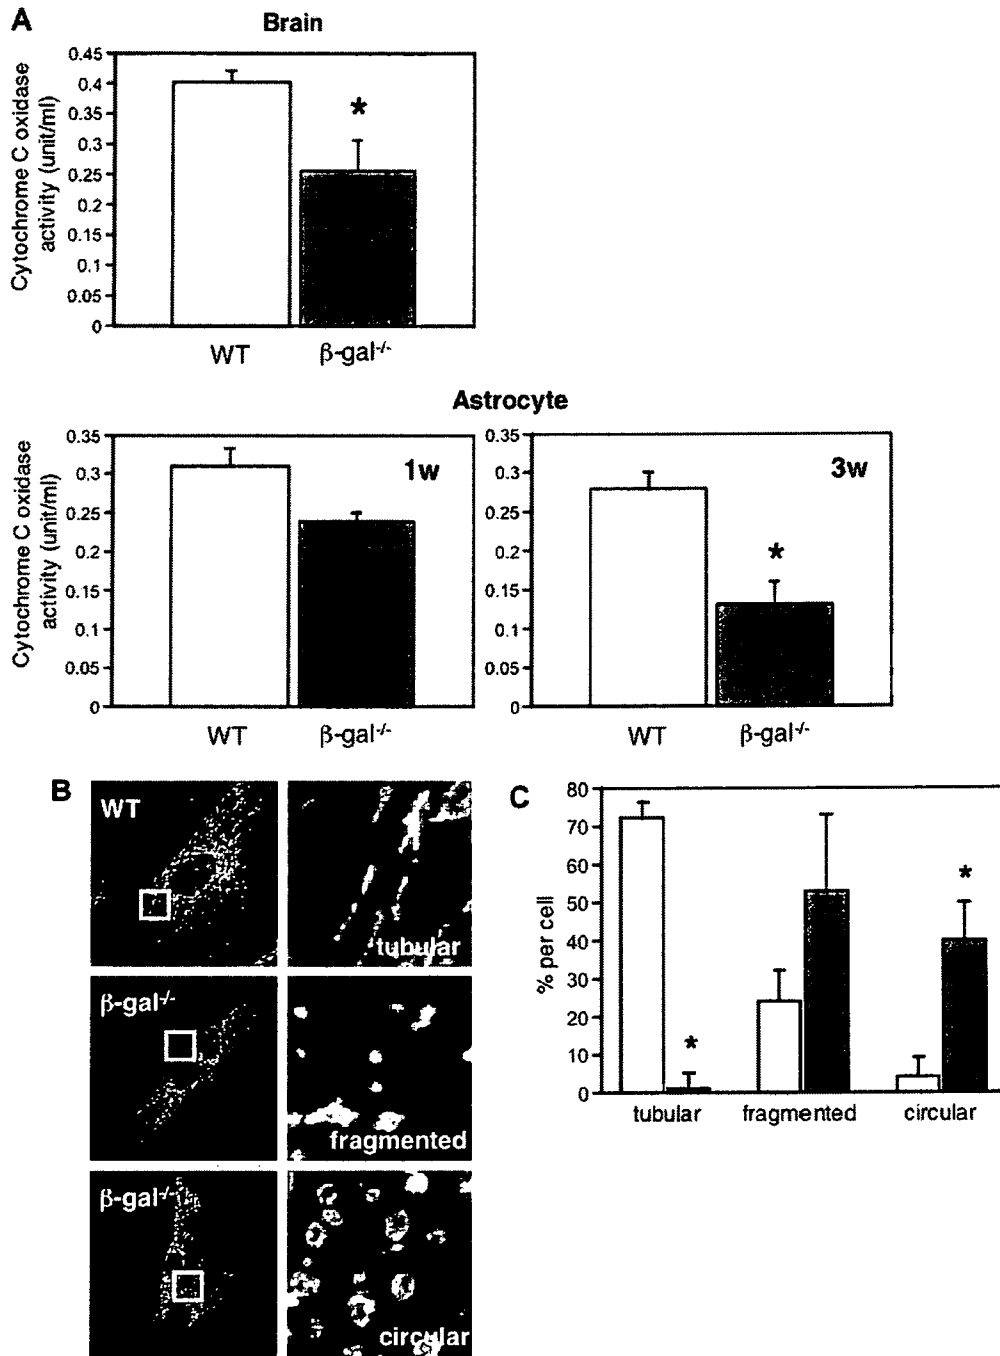 A
Brain
Cytochrome C oxidase
activity (unit/ml)
0.45
0.4
0.35
0.3
0.25
0.2
0.15
0.1
0.05
0
*
WT
β-gal-/-
Astrocyte
Cytochrome C oxidase
activity (unit/ml)
0.35
0.3
0.25
0.2
0.15
0.1
0.05
0
1w
WT
β-gal-/-
0.35
0.3
0.25
0.2
0.15
0.1
0.05
0
3w
*
WT
β-gal-/-
B
WT
tubular
β-gal-/-
fragmented
β-gal-/-
circular
C
% per cell
80
70
60
50
40
30
20
10
0
*
*
tubular
fragmented
circular